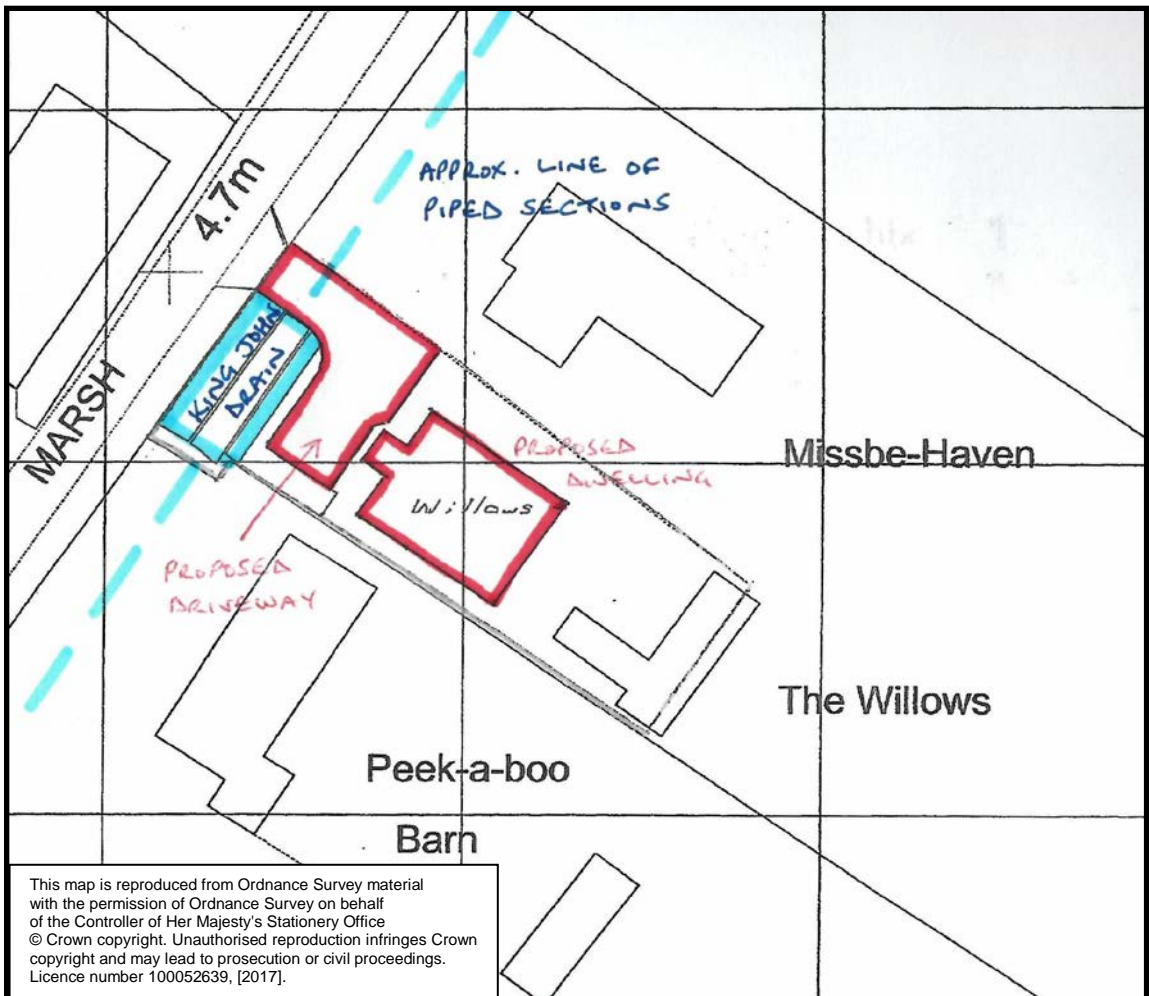 4.7m
APPROX. LINE OF
PIPED SECTIONS
KING JOHN
DRAIN
MARSH
Missbe-Haven
PROPOSED
DWELLING
Willows
PROPOSED
DRIVEWAY
The Willows
Peek-a-boo
Barn
This map is reproduced from Ordnance Survey material
with the permission of Ordnance Survey on behalf
of the Controller of Her Majesty's Stationery Office
© Crown copyright. Unauthorised reproduction infringes Crown
copyright and may lead to prosecution or civil proceedings.
Licence number 100052639, [2017].